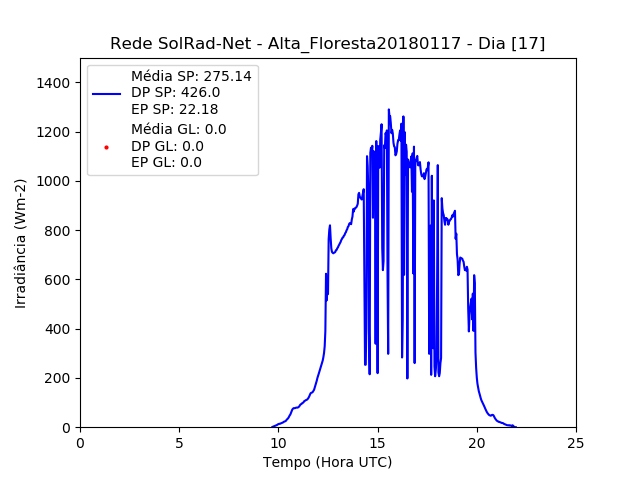 Rede SolRad-Net - Alta_Floresta20180117 - Dia [17]
Média SP: 275.14
DP SP: 426.0
EP SP: 22.18
Média GL: 0.0
DP GL: 0.0
EP GL: 0.0
Irradiância (Wm-2)
1400
1200
1000
800
600
400
200
0
0 5 10 15 20 25
Tempo (Hora UTC)